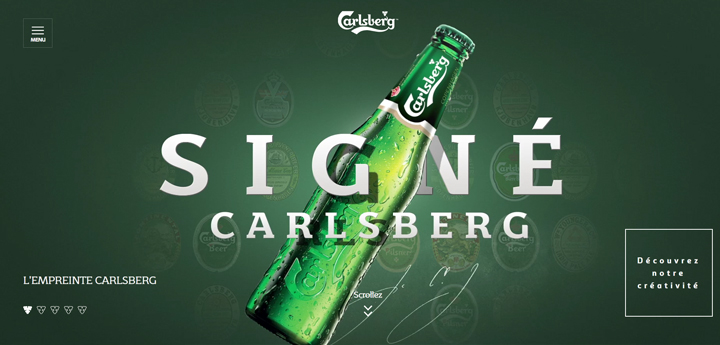 MENU
Carlsberg
Carlsberg
SIGNÉ
CARLSBERG
L'EMPREINTE CARLSBERG
Scrollez
Découvrez
notre
créativité